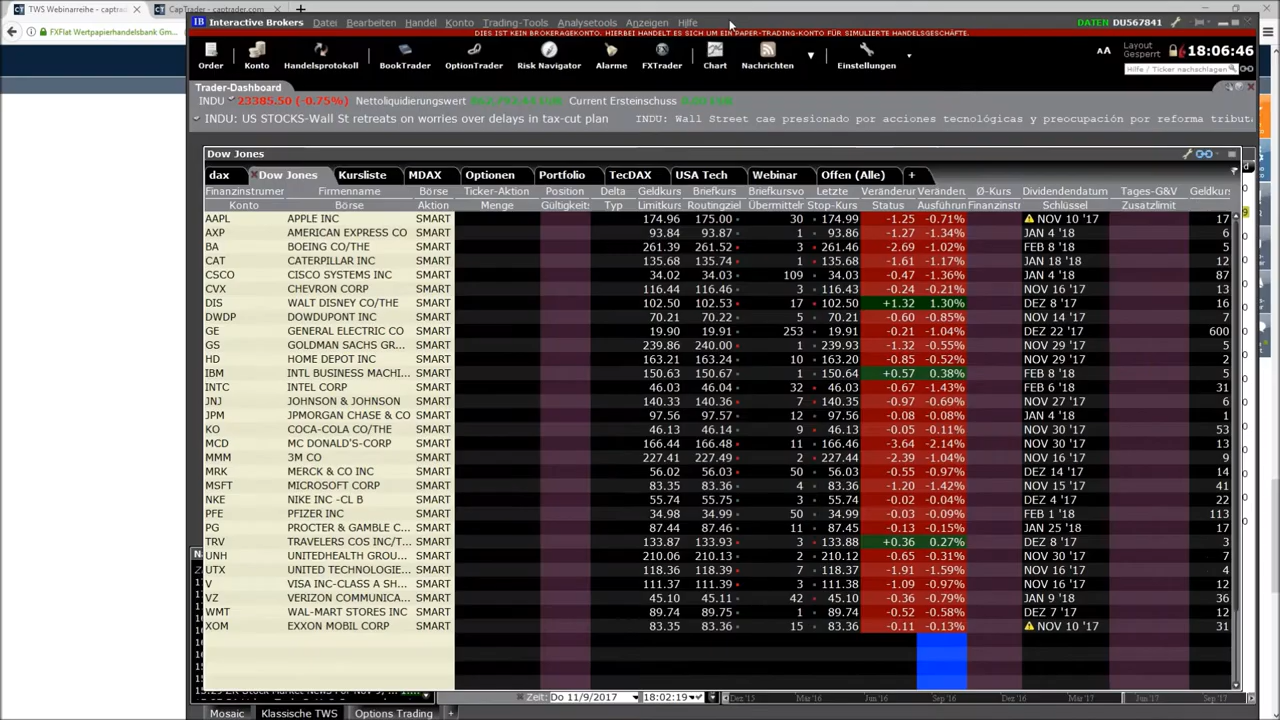 TWS Webinarreihe - captrad
CapTrader - captrader.com
FXFlat Wertpapierhandelsbank Gm...
IB Interactive Brokers Datei Bearbeiten Handel Konto Trading-Tools Analysetools Anzeigen Hilfe DATEN DU567841
DIES IST KEIN BROKERAGEKONTO. HIERBEI HANDELT ES SICH UM EIN PAPER-TRADING-KONTO FÜR SIMULIERTE HANDELSGESCHÄFTE.
Order Konto Handelsprotokoll BookTrader OptionTrader Risk Navigator Alarme FXTrader Chart Nachrichten Einstellungen
AA Layout Gesperrt 18:06:46
Hilfe / Ticker nachschlagen
Trader-Dashboard
INDU 23385.50 (-0.75%) Nettoliquidierungswert Current Ersteinschuss
INDU: US STOCKS-Wall St retreats on worries over delays in tax-cut plan INDU: Wall Street cae presionado por acciones tecnológicas y preocupación por reforma tributa
Dow Jones
dax Dow Jones Kursliste MDAX Optionen Portfolio TecDAX USA Tech Webinar Offen (Alle) +
Finanzinstrumer Firmenname Börse Ticker-Aktion Position Delta Geldkurs Briefkurs Briefkursvo Letzte Veränderur Veränderu Ø-Kurs Dividendendatum Tages-G&V Geldkurs
Konto Börse Aktion Menge Gültigkeit Typ Limitkurs Routingziel Übermittel Stop-Kurs Status Ausführun Finanzinstr Schlüssel Zusatzlimit
AAPL APPLE INC SMART 174.96 175.00 30 174.99 -1.25 -0.71% NOV 10 '17 17
AXP AMERICAN EXPRESS CO SMART 93.84 93.87 1 93.86 -1.27 -1.34% JAN 4 '18 6
BA BOEING CO/THE SMART 261.39 261.52 3 261.46 -2.69 -1.02% FEB 8 '18 5
CAT CATERPILLAR INC SMART 135.68 135.74 1 135.68 -1.61 -1.17% JAN 18 '18 12
CSCO CISCO SYSTEMS INC SMART 34.02 34.03 109 34.03 -0.47 -1.36% JAN 4 '18 87
CVX CHEVRON CORP SMART 116.44 116.46 3 116.43 -0.24 -0.21% NOV 16 '17 13
DIS WALT DISNEY CO/THE SMART 102.50 102.53 17 102.50 +1.32 1.30% DEZ 8 '17 16
DWDP DOWDUPONT INC SMART 70.21 70.22 5 70.21 -0.60 -0.85% NOV 14 '17 7
GE GENERAL ELECTRIC CO SMART 19.90 19.91 253 19.91 -0.21 -1.04% DEZ 22 '17 600
GS GOLDMAN SACHS GR... SMART 239.86 240.00 1 239.93 -1.32 -0.55% NOV 29 '17 5
HD HOME DEPOT INC SMART 163.21 163.24 10 163.20 -0.85 -0.52% NOV 29 '17 2
IBM INTL BUSINESS MACHI... SMART 150.63 150.67 1 150.64 +0.57 0.38% FEB 8 '18 5
INTC INTEL CORP SMART 46.03 46.04 32 46.03 -0.67 -1.43% FEB 6 '18 31
JNJ JOHNSON & JOHNSON SMART 140.33 140.36 7 140.35 -0.97 -0.69% NOV 27 '17 6
JPM JPMORGAN CHASE & CO SMART 97.56 97.57 12 97.56 -0.08 -0.08% JAN 4 '18 1
KO COCA-COLA CO/THE SMART 46.13 46.14 9 46.13 -0.05 -0.11% NOV 30 '17 53
MCD MC DONALD'S-CORP SMART 166.44 166.48 11 166.46 -3.64 -2.14% NOV 30 '17 13
MMM 3M CO SMART 227.41 227.49 2 227.41 -2.39 -1.04% NOV 22 '17 6
MRK MERCK & CO INC SMART 56.02 56.03 50 56.02 -0.55 -0.97% DEZ 14 '17 14
MSFT MICROSOFT CORP SMART 83.35 83.36 4 83.36 -1.20 -1.42% NOV 15 '17 41
NKE NIKE INC -CL B SMART 55.74 55.75 3 55.74 -0.02 -0.04% DEZ 4 '17 22
PFE PFIZER INC SMART 34.98 34.99 50 34.99 -0.03 -0.09% FEB 1 '18 113
PG PROCTER & GAMBLE C... SMART 87.44 87.46 11 87.45 -0.13 -0.15% JAN 25 '18 17
TRV TRAVELERS COS INC/T... SMART 133.87 133.93 3 133.88 +0.36 0.27% DEZ 8 '17 3
UNH UNITEDHEALTH GROU... SMART 210.06 210.13 2 210.12 -0.65 -0.31% NOV 30 '17 7
UTX UNITED TECHNOLOGIE... SMART 118.36 118.39 7 118.37 -1.91 -1.59% NOV 16 '17 4
V VISA INC-CLASS A SH... SMART 111.37 111.39 3 111.38 -1.09 -0.97% NOV 16 '17 12
VZ VERIZON COMMUNICA... SMART 45.10 45.11 42 45.10 -0.36 -0.79% JAN 9 '18 36
WMT WAL-MART STORES INC SMART 89.74 89.75 1 89.74 -0.52 -0.58% DEZ 7 '17 12
XOM EXXON MOBIL CORP SMART 83.35 83.36 15 83.36 -0.11 -0.13% NOV 10 '17 31
Zeit: Do 11/9/2017 18:02:19 Dez'15 Mär'16 Jun '16 Sep '16 Dez '16 Mär'17 Jun '17 Sep '17
Mosaic Klassische TWS Options Trading +